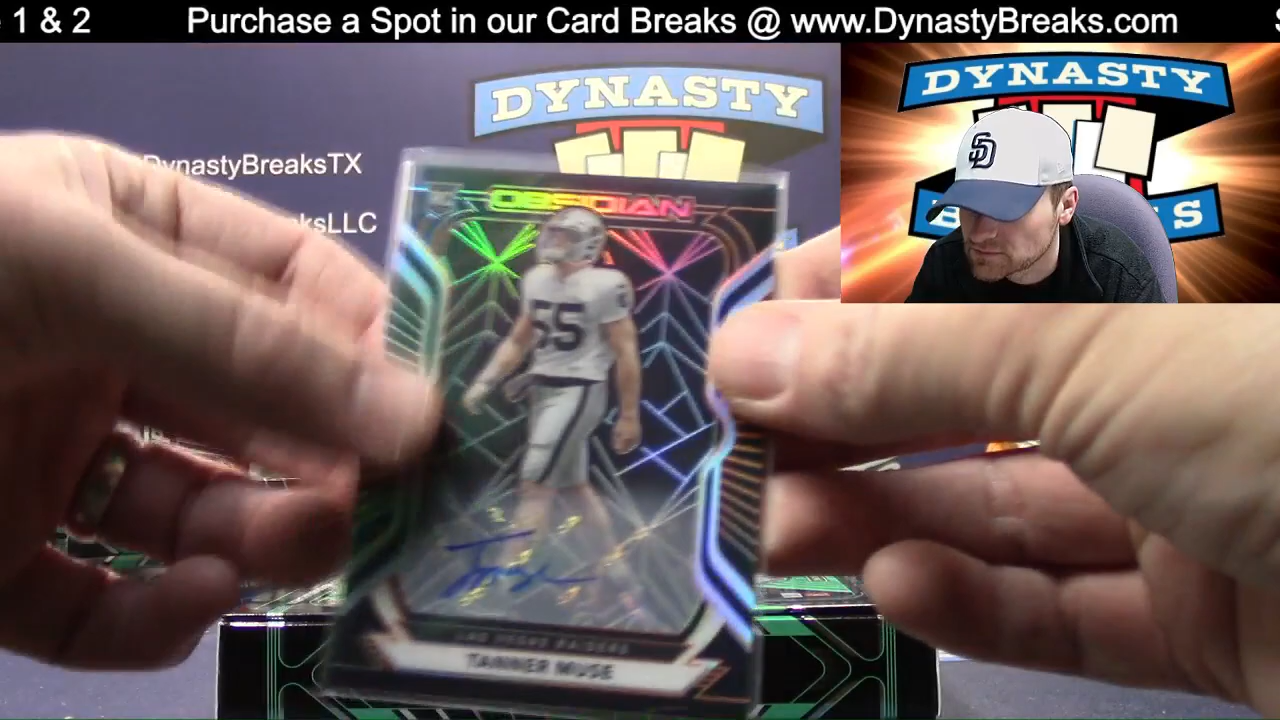 1 & 2 Purchase a Spot in our Card Breaks @ www.DynastyBreaks.com
DYNASTY
DynastyBreaksTX
ksLLC
DYNASTY
SD
B
S
OBSIDIAN
55
LAS VEGAS RAIDERS
TANNER MUSE